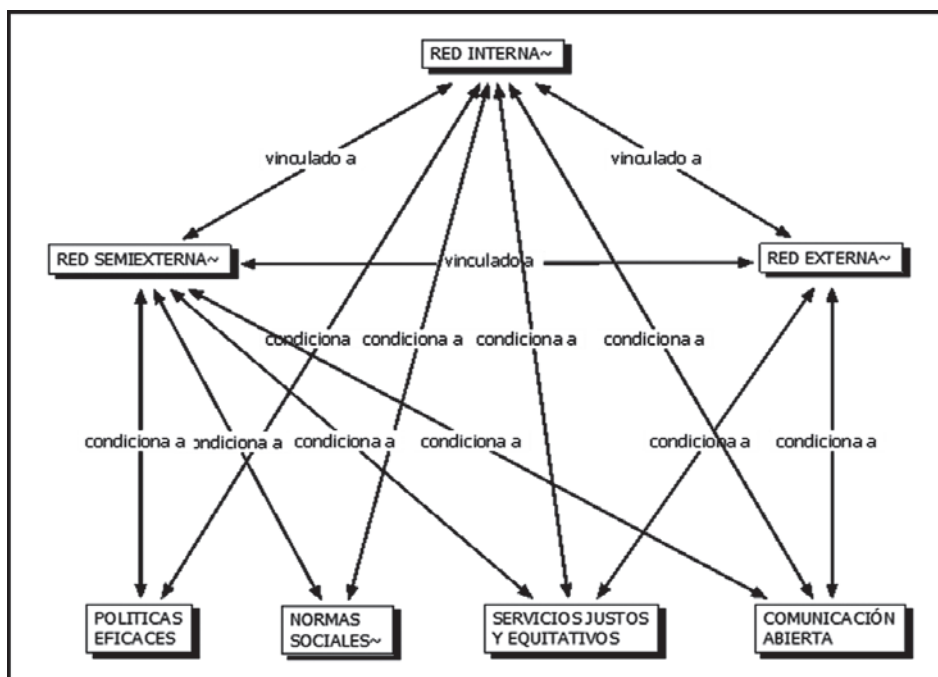 RED INTERNA~
vinculado a
vinculado a
RED SEMIEXTERNA~
vinculado a
RED EXTERNA~
condiciona
condiciona a
condiciona a
condiciona a
condiciona a
ondiciona a
condiciona a
condiciona a
condiciona a
condiciona a
POLITICAS
EFICACES
NORMAS
SOCIALES~
SERVICIOS JUSTOS
Y EQUITATIVOS
COMUNICACIÓN
ABIERTA